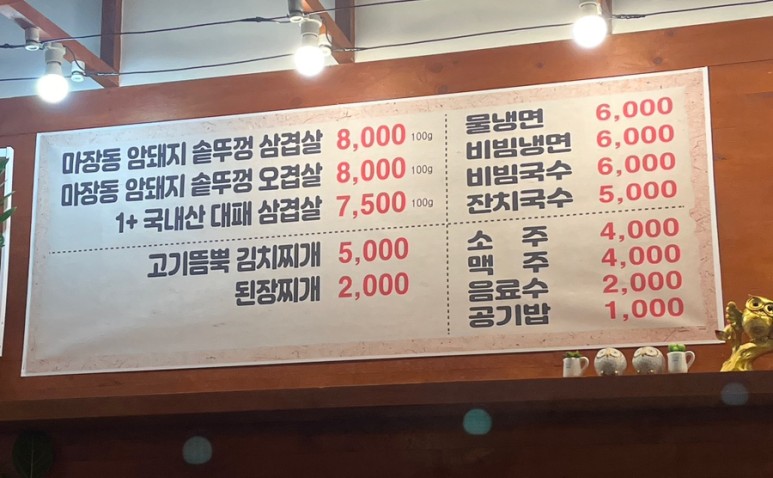 마장동 암돼지 솥뚜껑 삼겹살 8,000 100g
마장동 암돼지 솥뚜껑 오겹살 8,000 100g
1+ 국내산 대패 삼겹살 7,500 100g
고기듬뿍 김치찌개 5,000
된장찌개 2,000
물냉면 6,000
비빔냉면 6,000
비빔국수 6,000
잔치국수 5,000
소 주 4,000
맥 주 4,000
음료수 2,000
공기밥 1,000